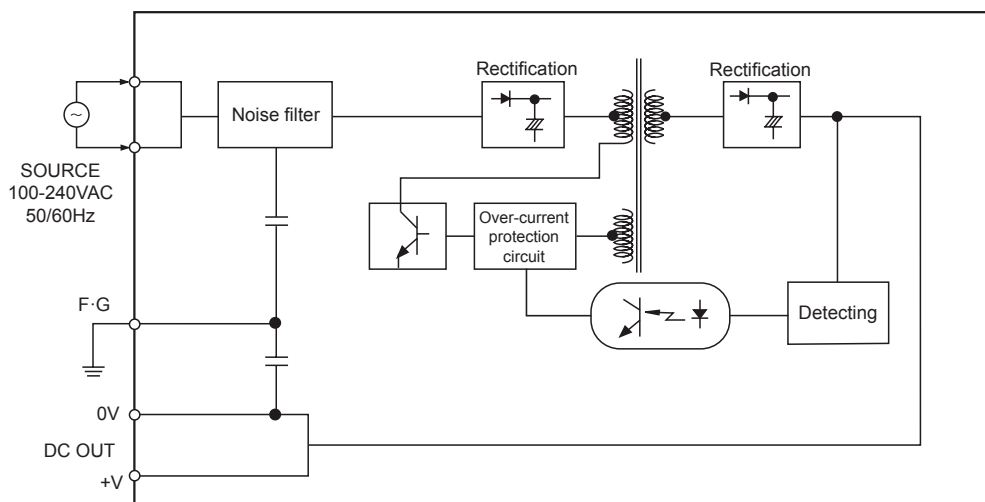 Rectification
Rectification
Noise filter
SOURCE
100-240VAC
50/60Hz
Over-current
protection
circuit
F·G
Detecting
0V
DC OUT
+V